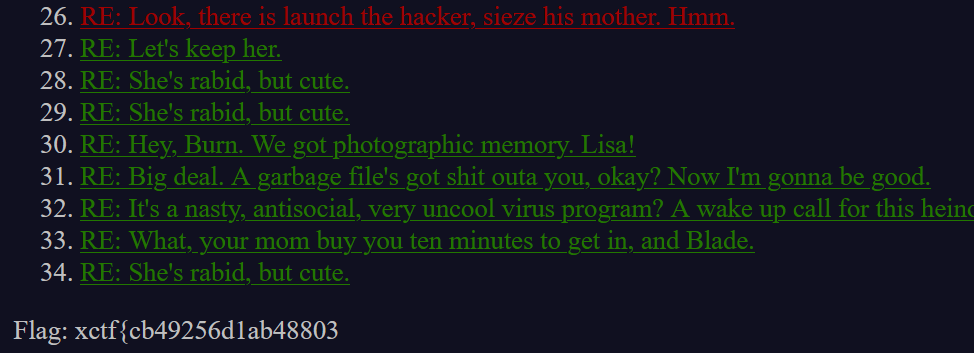 26. RE: Look, there is launch the hacker, sieze his mother. Hmm.
27. RE: Let's keep her.
28. RE: She's rabid, but cute.
29. RE: She's rabid, but cute.
30. RE: Hey, Burn. We got photographic memory. Lisa!
31. RE: Big deal. A garbage file's got shit outa you, okay? Now I'm gonna be good.
32. RE: It's a nasty, antisocial, very uncool virus program? A wake up call for this
33. RE: What, your mom buy you ten minutes to get in, and Blade.
34. RE: She's rabid, but cute.
Flag: xctf{cb49256d1ab48803